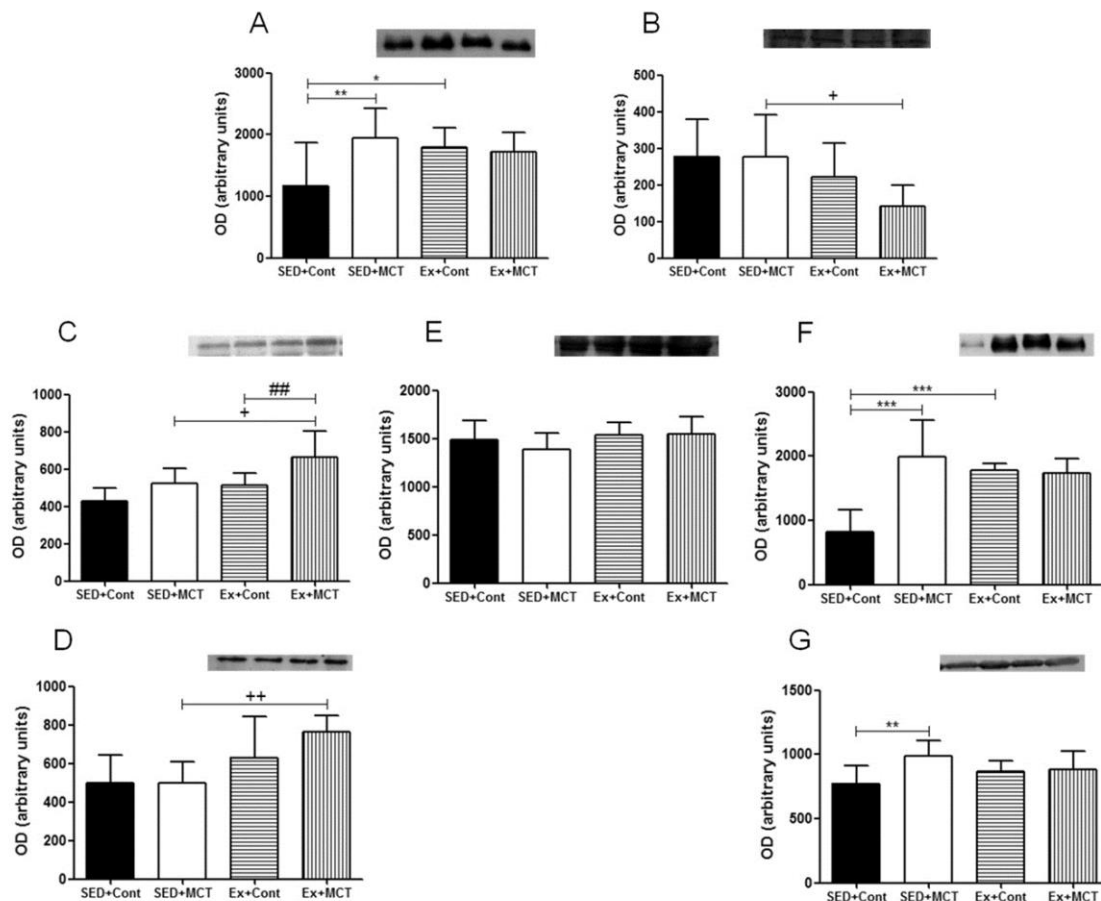 A
3000
2000
1000
0
OD (arbitrary units)
*
**
SED+Cont SED+MCT Ex+Cont Ex+MCT
B
500
400
300
200
100
0
OD (arbitrary units)
+
SED+Cont SED+MCT Ex+Cont Ex+MCT
C
1000
800
600
400
200
0
OD (arbitrary units)
##
+
SED+Cont SED+MCT Ex+Cont Ex+MCT
E
2000
1500
1000
500
0
OD (arbitrary units)
SED+Cont SED+MCT Ex+Cont Ex+MCT
F
3000
2000
1000
0
OD (arbitrary units)
***
***
SED+Cont SED+MCT Ex+Cont Ex+MCT
D
1000
800
600
400
200
0
OD (arbitrary units)
++
SED+Cont SED+MCT Ex+Cont Ex+MCT
G
1500
1000
500
0
OD (arbitrary units)
**
SED+Cont SED+MCT Ex+Cont Ex+MCT